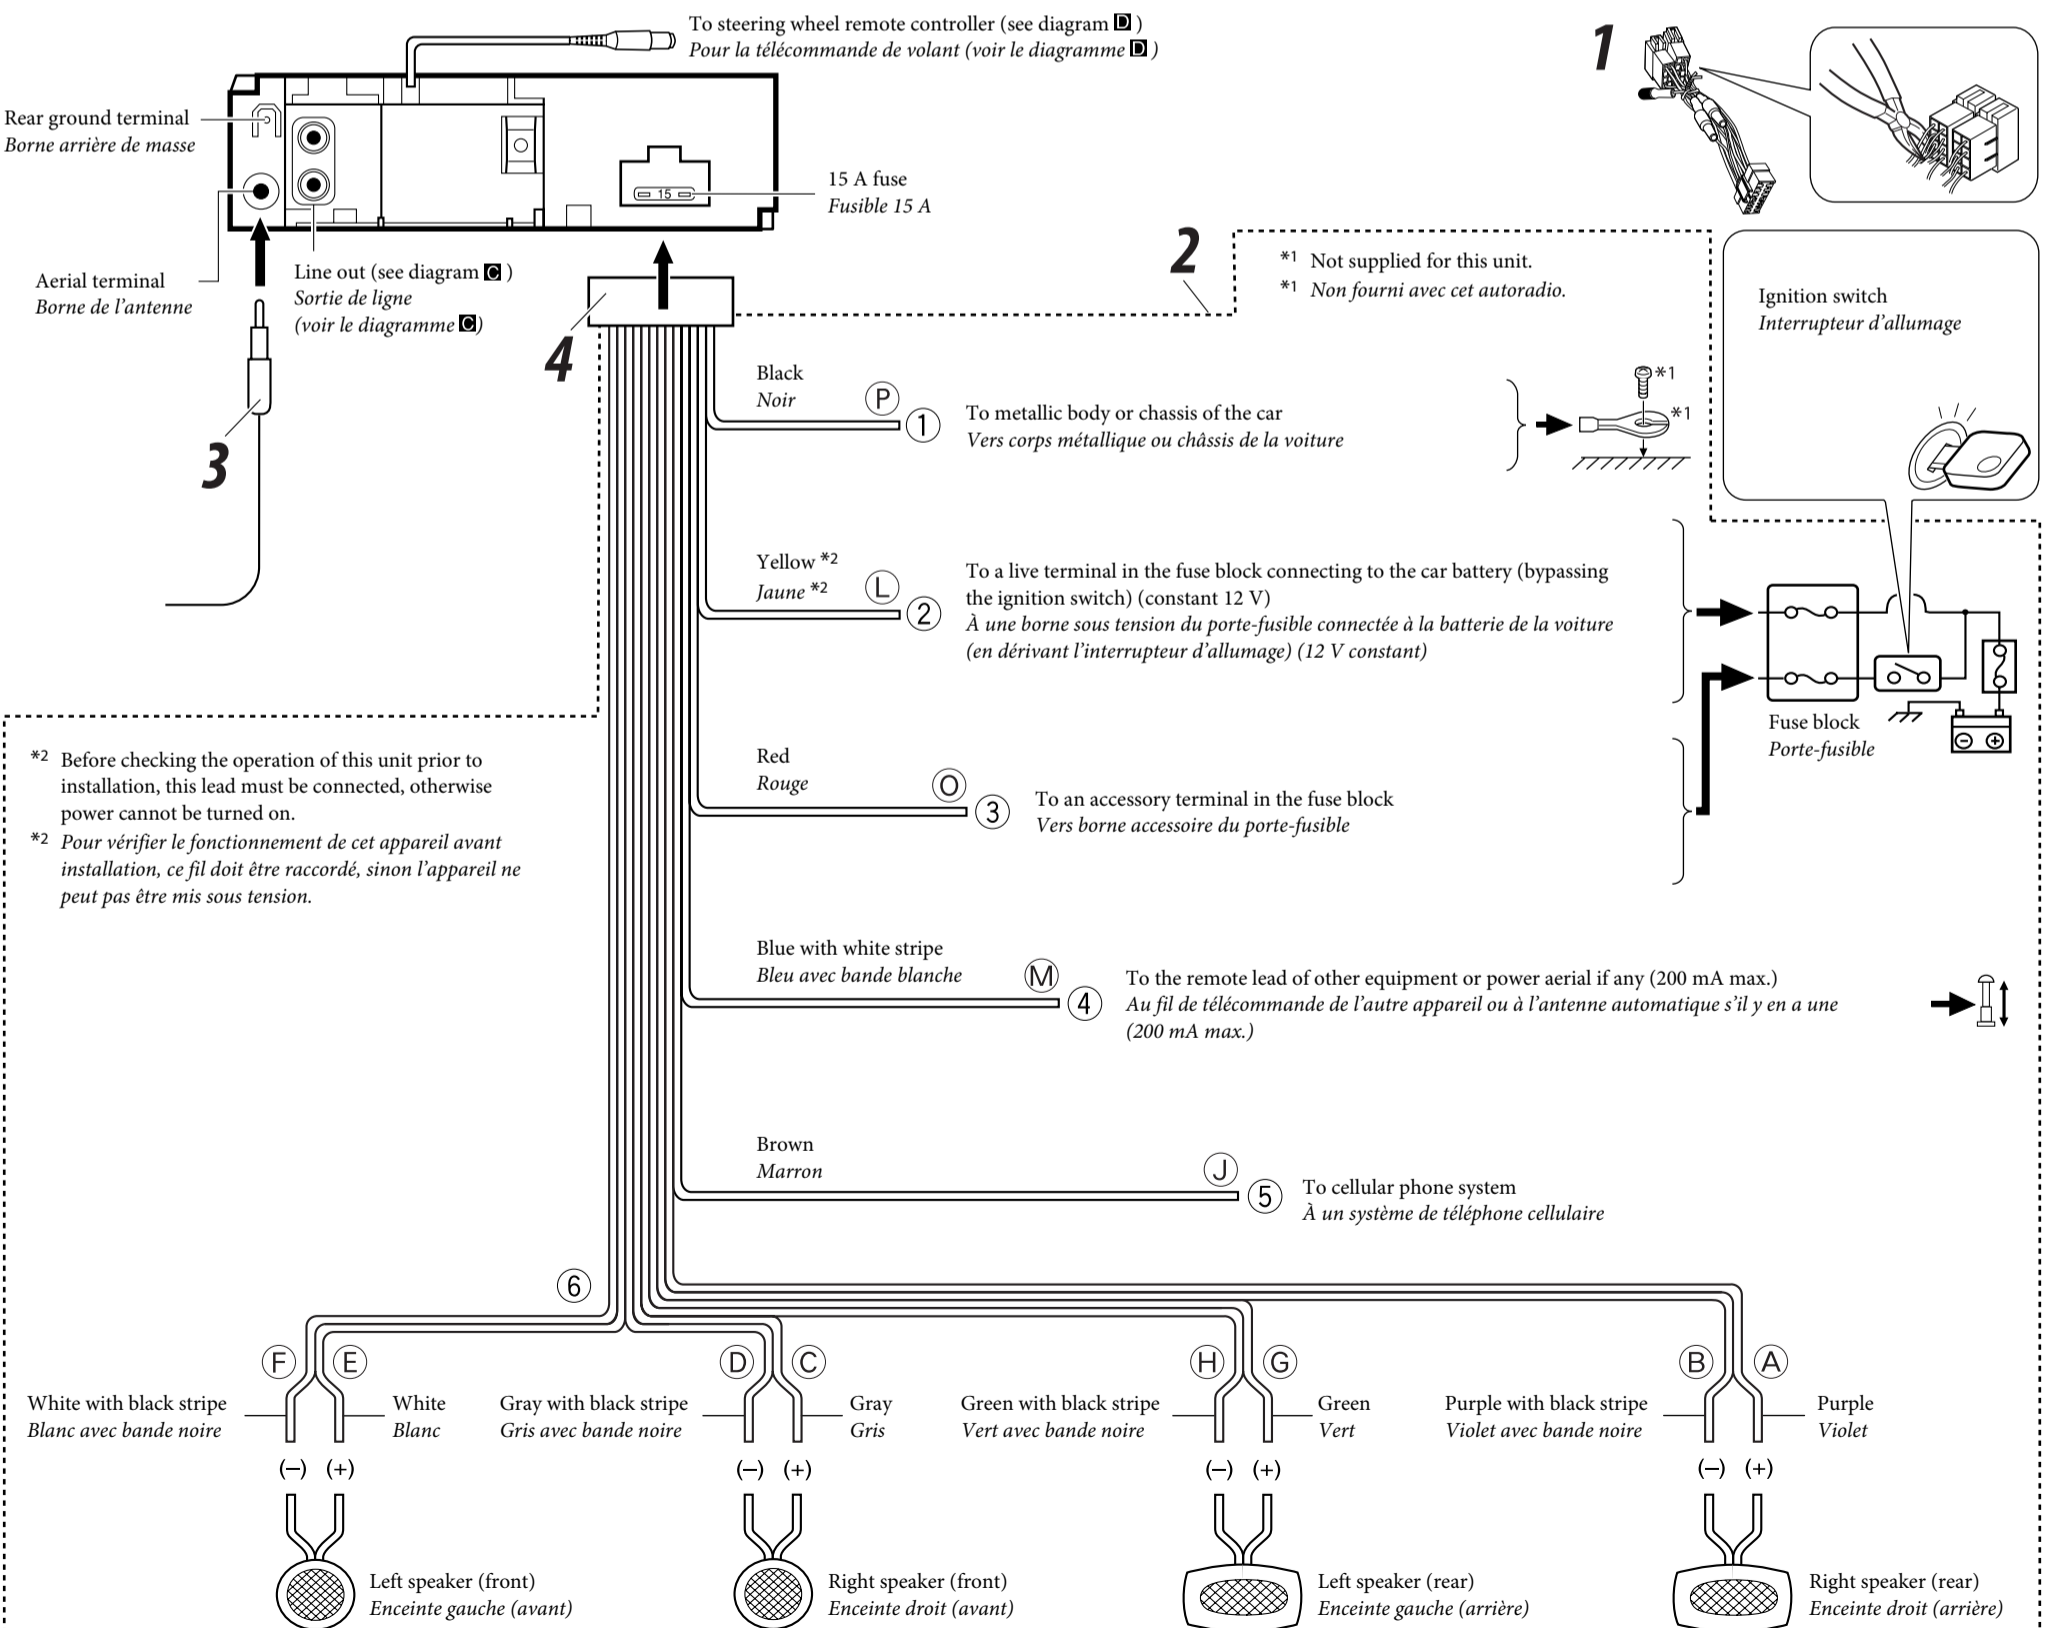 To steering wheel remote controller (see diagram D )
Pour la télécommande de volant (voir le diagramme D )
1
Rear ground terminal
Borne arrière de masse
15 A fuse
Fusible 15 A
15
Aerial terminal
Borne de l'antenne
Line out (see diagram C )
Sortie de ligne
(voir le diagramme C)
2
*1 Not supplied for this unit.
*1 Non fourni avec cet autoradio.
Ignition switch
Interrupteur d'allumage
3
4
Black
Noir
P
1
To metallic body or chassis of the car
Vers corps métallique ou châssis de la voiture
*1
*1
Yellow *2
Jaune *2
L
2
To a live terminal in the fuse block connecting to the car battery (bypassing
the ignition switch) (constant 12 V)
À une borne sous tension du porte-fusible connectée à la batterie de la voiture
(en dérivant l'interrupteur d'allumage) (12 V constant)
Fuse block
Porte-fusible
− +
*2 Before checking the operation of this unit prior to
installation, this lead must be connected, otherwise
power cannot be turned on.
*2 Pour vérifier le fonctionnement de cet appareil avant
installation, ce fil doit être raccordé, sinon l'appareil ne
peut pas être mis sous tension.
Red
Rouge
O
3
To an accessory terminal in the fuse block
Vers borne accessoire du porte-fusible
Blue with white stripe
Bleu avec bande blanche
M
4
To the remote lead of other equipment or power aerial if any (200 mA max.)
Au fil de télécommande de l'autre appareil ou à l'antenne automatique s'il y en a une
(200 mA max.)
Brown
Marron
J
5
To cellular phone system
À un système de téléphone cellulaire
6
F E D C H G B A
White with black stripe
Blanc avec bande noire
White
Blanc
Gray with black stripe
Gris avec bande noire
Gray
Gris
Green with black stripe
Vert avec bande noire
Green
Vert
Purple with black stripe
Violet avec bande noire
Purple
Violet
(−) (+) (−) (+) (−) (+) (−) (+)
Left speaker (front)
Enceinte gauche (avant)
Right speaker (front)
Enceinte droit (avant)
Left speaker (rear)
Enceinte gauche (arrière)
Right speaker (rear)
Enceinte droit (arrière)